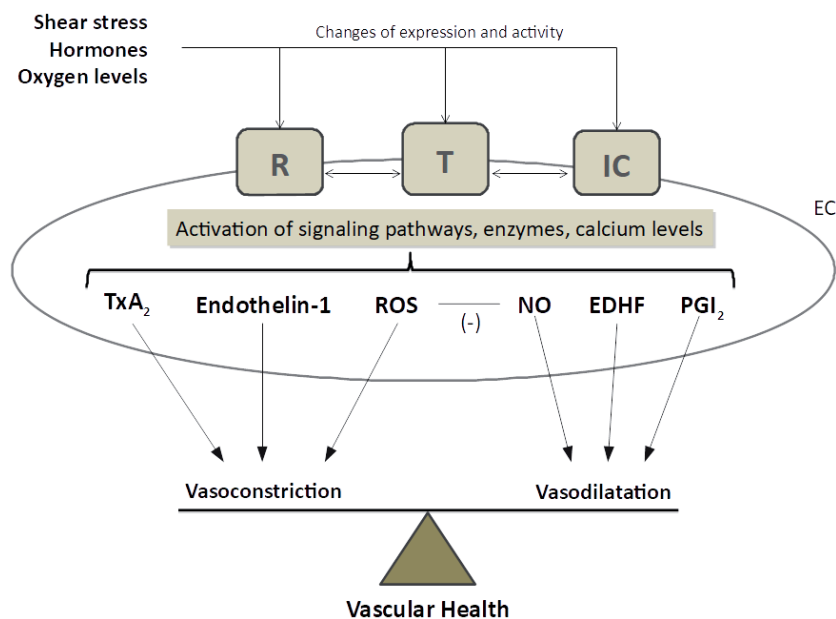 Shear stress
Hormones
Oxygen levels
Changes of expression and activity
R
T
IC
EC
Activation of signaling pathways, enzymes, calcium levels
TxA₂ Endothelin-1 ROS (-) NO EDHF PGI₂
Vasoconstriction Vasodilatation
Vascular Health